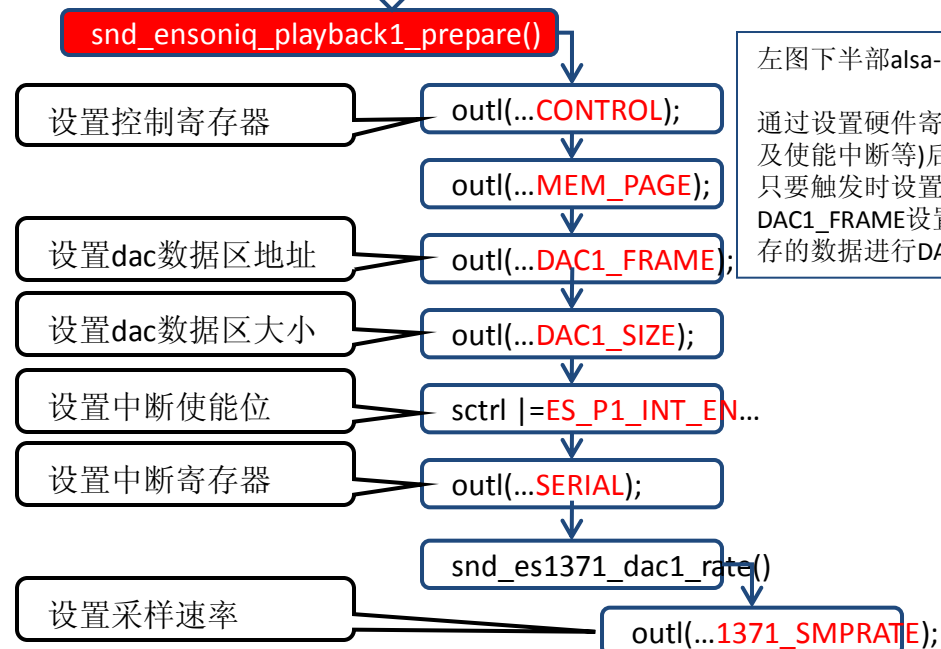 snd_ensoniq_playback1_prepare()
设置控制寄存器
outl(…CONTROL);
outl(…MEM_PAGE);
设置dac数据区地址
outl(…DAC1_FRAME);
设置dac数据区大小
outl(…DAC1_SIZE);
设置中断使能位
sctrl |=ES_P1_INT_EN…
设置中断寄存器
outl(…SERIAL);
snd_es1371_dac1_rate()
设置采样速率
outl(…1371_SMPRATE);
左图下半部alsa-
通过设置硬件寄
及使能中断等)后
只要触发时设置
DAC1_FRAME设置
存的数据进行DA